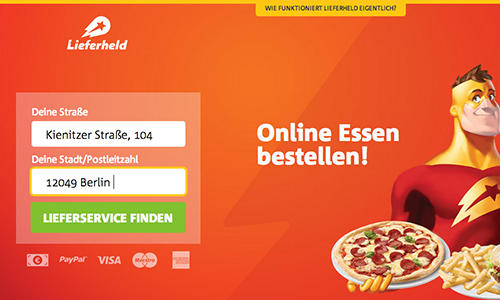 WIE FUNKTIONIERT LIEFERHELD EIGENTLICH?
Lieferheld
Deine Straße
Kienitzer Straße, 104
Deine Stadt/Postleitzahl
12049 Berlin
LIEFERSERVICE FINDEN
Online Essen
bestellen!
PayPal VISA Maestro